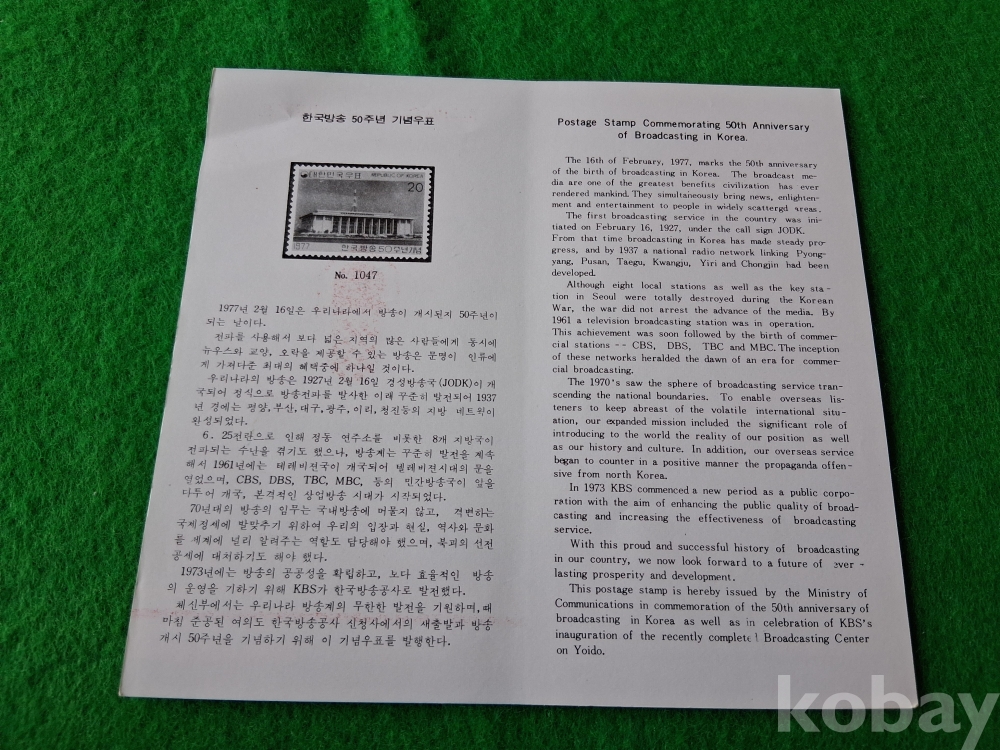 한국방송 50주년 기념우표
대한민국우표 REPUBLIC OF KOREA
20
1977 한국방송50주년기념
No. 1047
1977년 2월 16일은 우리나라에서 방송이 개시된지 50주년이
되는 날이다.
전파를 사용해서 보다 넓은 지역의 많은 사람들에게 동시에
뉴우스와 교양, 오락을 제공할 수 있는 방송은 문명이 인류에
게 가져다준 최대의 혜택중에 하나일 것이다.
우리나라의 방송은 1927년 2월 16일 경성방송국(JODK)이 개
국되어 정식으로 방송전파를 발사한 이래 꾸준히 발전되어 1937
년 경에는 평양,부산,대구,광주,이리,청진등의 지방 네트웍이
완성되었다.
6. 25전란으로 인해 정동 연주소를 비롯한 8개 지방국이
전파되는 수난을 겪기도 했으나, 방송계는 꾸준히 발전을 계속
해서 1961년에는 테레비전국이 개국되어 텔레비전시대의 문을
열었으며, CBS, DBS, TBC, MBC, 등의 민간방송국이 앞을
다투어 개국, 본격적인 상업방송 시대가 시작되었다.
70년대의 방송의 임무는 국내방송에 머물지 않고, 격변하는
국제정세에 발맞추기 위하여 우리의 입장과 현실, 역사와 문화
를 세계에 널리 알려주는 역할도 담당해야 했으며, 북괴의 선전
공세에 대처하기도 해야 했다.
1973년에는 방송의 공공성을 확립하고, 보다 효율적인 방송
의 운영을 기하기 위해 KBS가 한국방송공사로 발전했다.
체신부에서는 우리나라 방송계의 무한한 발전을 기원하며,때
마침 준공된 여의도 한국방송공사 신청사에서의 새출발과 방송
개시 50주년을 기념하기 위해 이 기념우표를 발행한다.
Postage Stamp Commemorating 50th Anniversary
of Broadcasting in Korea.
The 16th of February, 1977, marks the 50th anniversary
of the birth of broadcasting in Korea. The broadcast me-
dia are one of the greatest benefits civilization has ever
rendered mankind. They simultaneously bring news, enlighten-
ment and entertainment to people in widely scattergd areas.
The first broadcasting service in the country was ini-
tiated on February 16, 1927, under the call sign JODK.
From that time broadcasting in Korea has made steady pro-
gress, and by 1937 a national radio network linking Pyong-
yang, Pusan, Taegu, Kwangju, Yiri and Chongjin had been
developed.
Although eight local stations as well as the key sta-
tion in Seoul were totally destroyed during the Korean
War, the war did not arrest the advance of the media. By
1961 a television broadcasting station was in operation.
This achievement was soon followed by the birth of commer-
cial stations -- CBS, DBS, TBC and MBC. The inception
of these networks heralded the dawn of an era for commer-
cial broadcasting.
The 1970's saw the sphere of broadcasting service tran-
scending the national boundaries. To enable overseas lis-
teners to keep abreast of the volatile international situ-
ation, our expanded mission included the significant role of
introducing to the world the reality of our position as well
as our history and culture. In addition, our overseas service
began to counter in a positive manner the propaganda offen-
sive from north Korea.
In 1973 KBS commenced a new period as a public corpo-
ration with the aim of enhancing the public quality of broad-
casting and increasing the effectiveness of broadcasting
service.
With this proud and successful history of broadcasting
in our country, we now look forward to a future of ever -
lasting prosperity and development.
This postage stamp is hereby issued by the Ministry of
Communications in commemoration of the 50th anniversary of
broadcasting in Korea as well as in celebration of KBS's
inauguration of the recently completed Broadcasting Center
on Yoido.
kobay